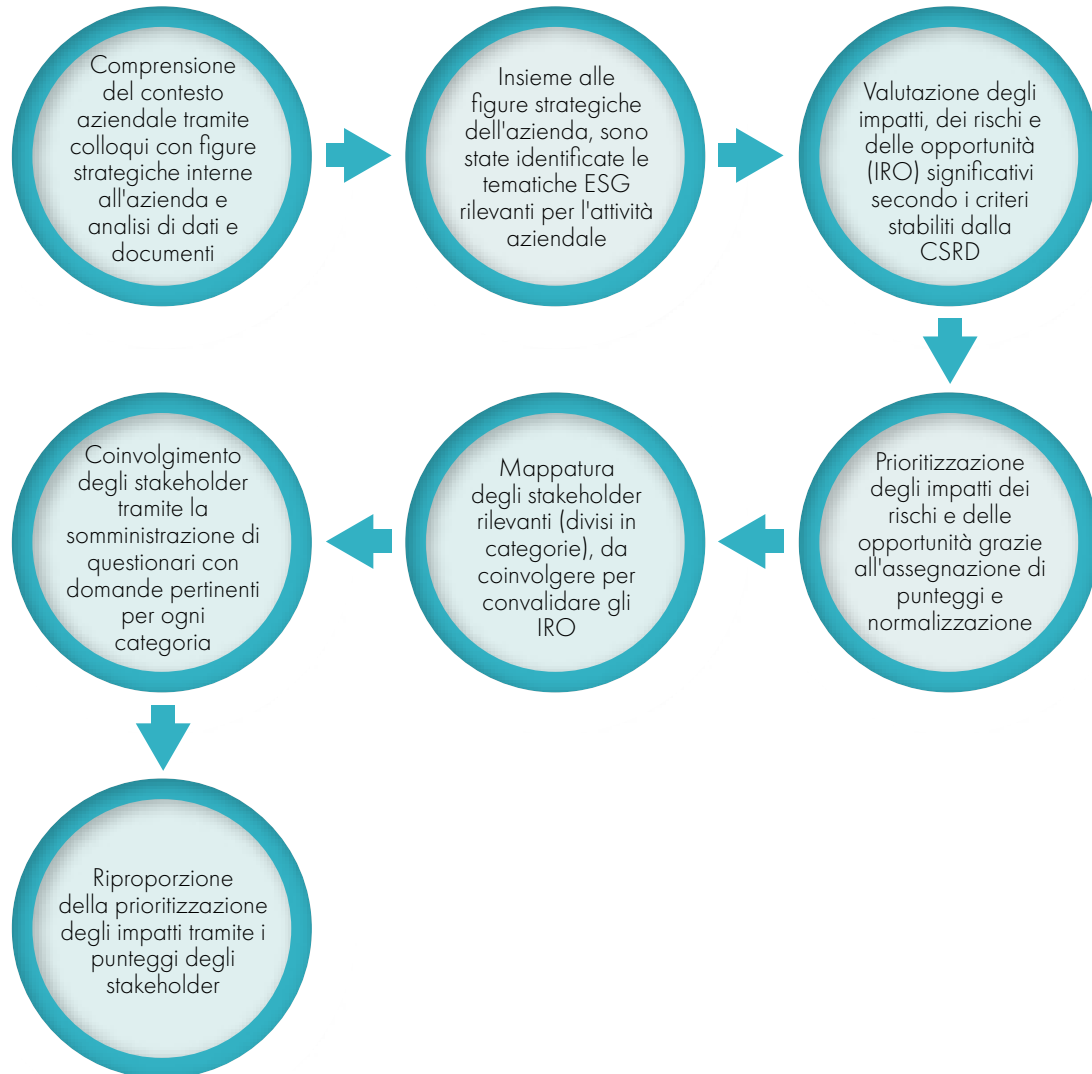 Comprensione
del contesto
aziendale tramite
colloqui con figure
strategiche interne
all'azienda e
analisi di dati e
documenti
Insieme alle
figure strategiche
dell'azienda, sono
state identificate le
tematiche ESG
rilevanti per l'attività
aziendale
Valutazione degli
impatti, dei rischi e
delle opportunità
(IRO) significativi
secondo i criteri
stabiliti dalla
CSRD
Prioritizzazione
degli impatti dei
rischi e delle
opportunità grazie
all'assegnazione di
punteggi e
normalizzazione
Mappatura
degli stakeholder
rilevanti (divisi in
categorie), da
coinvolgere per
convalidare gli
IRO
Coinvolgimento
degli stakeholder
tramite la
somministrazione di
questionari con
domande pertinenti
per ogni
categoria
Riproporzione
della prioritizzazione
degli impatti tramite i
punteggi degli
stakeholder